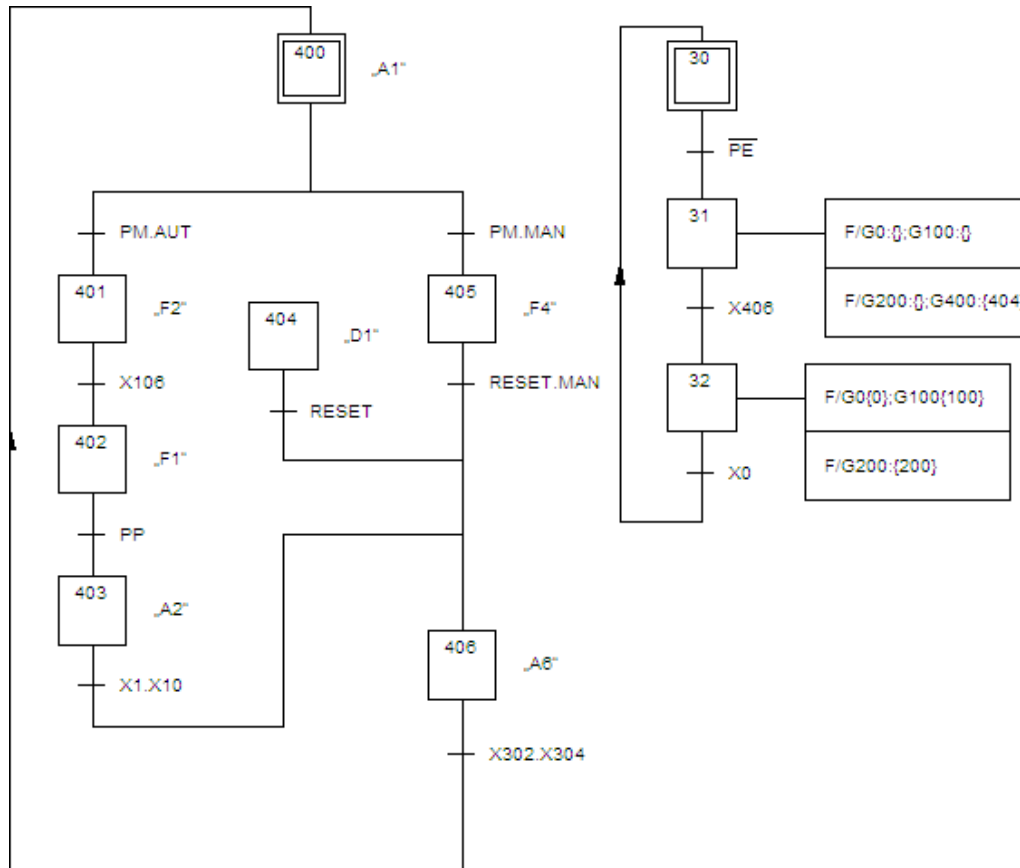 400
„A1“
PM.AUT
PM.MAN
401
„F2“
404
„D1“
405
„F4“
X106
RESET
RESET.MAN
402
„F1“
PP
403
„A2“
X1.X10
406
„A6“
X302.X304
30
PE
31
F/G0:{};G100:{}
F/G200:{};G400:{404}
X406
32
F/G0{0};G100{100}
F/G200:{200}
X0